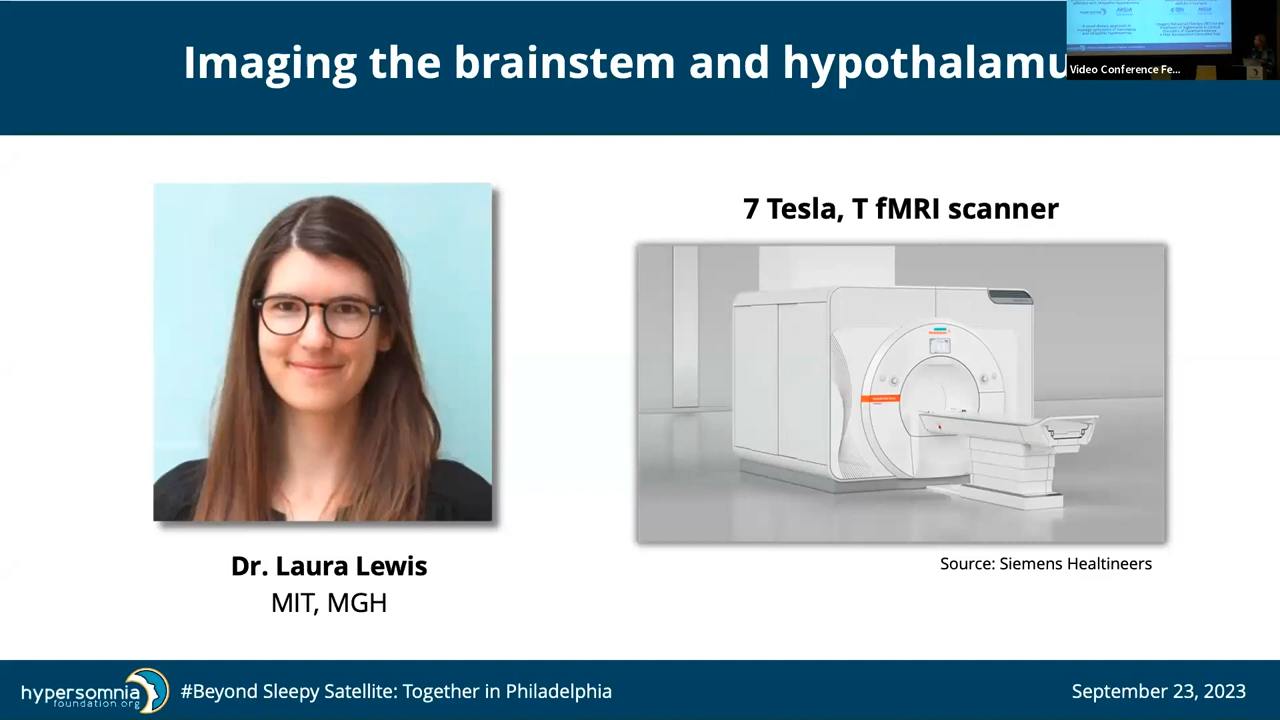 Imaging the brainstem and hypothalamu
Video Conference Fe...
7 Tesla, T fMRI scanner
Source: Siemens Healtineers
Dr. Laura Lewis
MIT, MGH
hypersomnia
foundation.org
#Beyond Sleepy Satellite: Together in Philadelphia
September 23, 2023